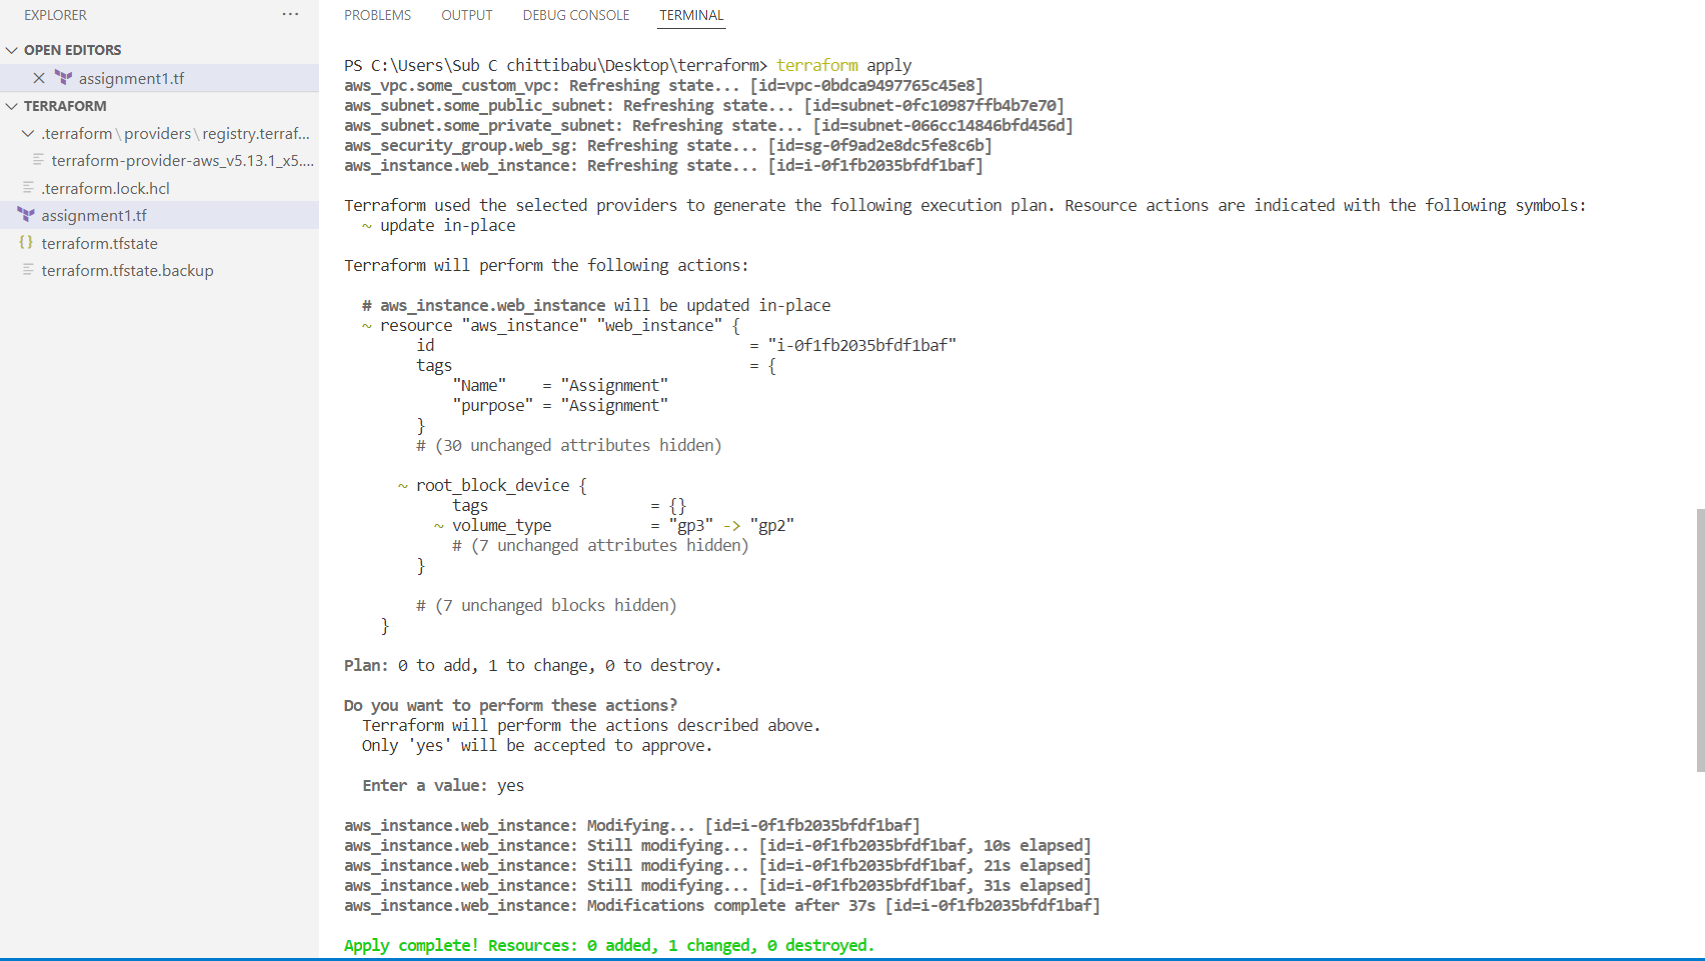 EXPLORER
···
OPEN EDITORS
assignment1.tf
TERRAFORM
.terraform\providers\registry.terraf...
terraform-provider-aws_v5.13.1_x5....
.terraform.lock.hcl
assignment1.tf
terraform.tfstate
terraform.tfstate.backup
PROBLEMS OUTPUT DEBUG CONSOLE TERMINAL
PS C:\Users\Sub C chittibabu\Desktop\terraform> terraform apply
aws_vpc.some_custom_vpc: Refreshing state... [id=vpc-0bdca9497765c45e8]
aws_subnet.some_public_subnet: Refreshing state... [id=subnet-0fc10987ffb4b7e70]
aws_subnet.some_private_subnet: Refreshing state... [id=subnet-066cc14846bfd456d]
aws_security_group.web_sg: Refreshing state... [id=sg-0f9ad2e8dc5fe8c6b]
aws_instance.web_instance: Refreshing state... [id=i-0f1fb2035bfdf1baf]
Terraform used the selected providers to generate the following execution plan. Resource actions are indicated with the following symbols:
  ~ update in-place
Terraform will perform the following actions:
  # aws_instance.web_instance will be updated in-place
  ~ resource "aws_instance" "web_instance" {
        id                                   = "i-0f1fb2035bfdf1baf"
        tags                                 = {
            "Name"    = "Assignment"
            "purpose" = "Assignment"
        }
        # (30 unchanged attributes hidden)
      ~ root_block_device {
            tags                  = {}
          ~ volume_type           = "gp3" -> "gp2"
            # (7 unchanged attributes hidden)
        }
        # (7 unchanged blocks hidden)
    }
Plan: 0 to add, 1 to change, 0 to destroy.
Do you want to perform these actions?
  Terraform will perform the actions described above.
  Only 'yes' will be accepted to approve.
  Enter a value: yes
aws_instance.web_instance: Modifying... [id=i-0f1fb2035bfdf1baf]
aws_instance.web_instance: Still modifying... [id=i-0f1fb2035bfdf1baf, 10s elapsed]
aws_instance.web_instance: Still modifying... [id=i-0f1fb2035bfdf1baf, 21s elapsed]
aws_instance.web_instance: Still modifying... [id=i-0f1fb2035bfdf1baf, 31s elapsed]
aws_instance.web_instance: Modifications complete after 37s [id=i-0f1fb2035bfdf1baf]
Apply complete! Resources: 0 added, 1 changed, 0 destroyed.